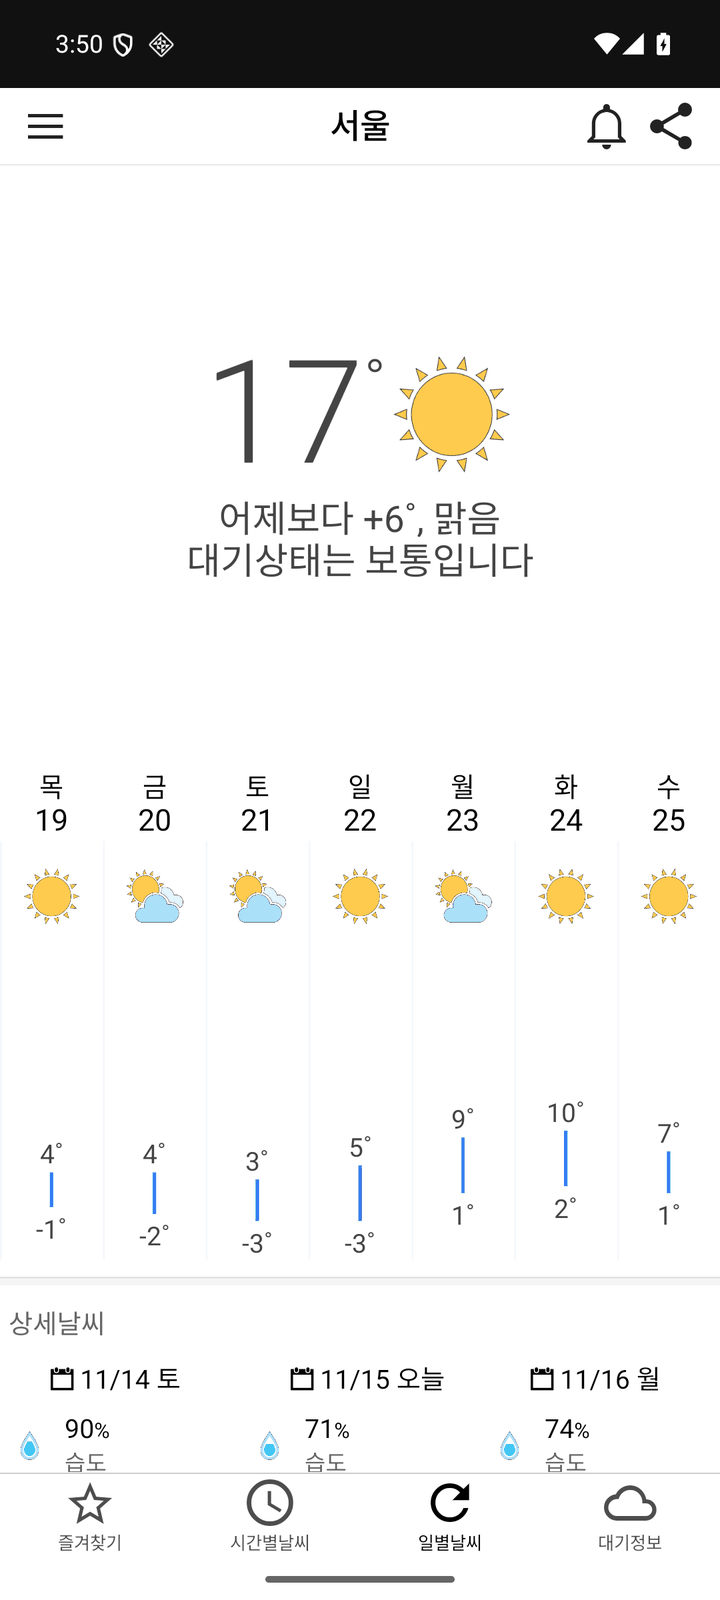 3:50
서울
17°
어제보다 +6°, 맑음
대기상태는 보통입니다
목 금 토 일 월 화 수
19 20 21 22 23 24 25
4° 4° 3° 5° 9° 10° 7°
-1° -2° -3° -3° 1° 2° 1°
상세날씨
11/14 토 11/15 오늘 11/16 월
90% 71% 74%
습도 습도 습도
즐겨찾기 시간별날씨 일별날씨 대기정보